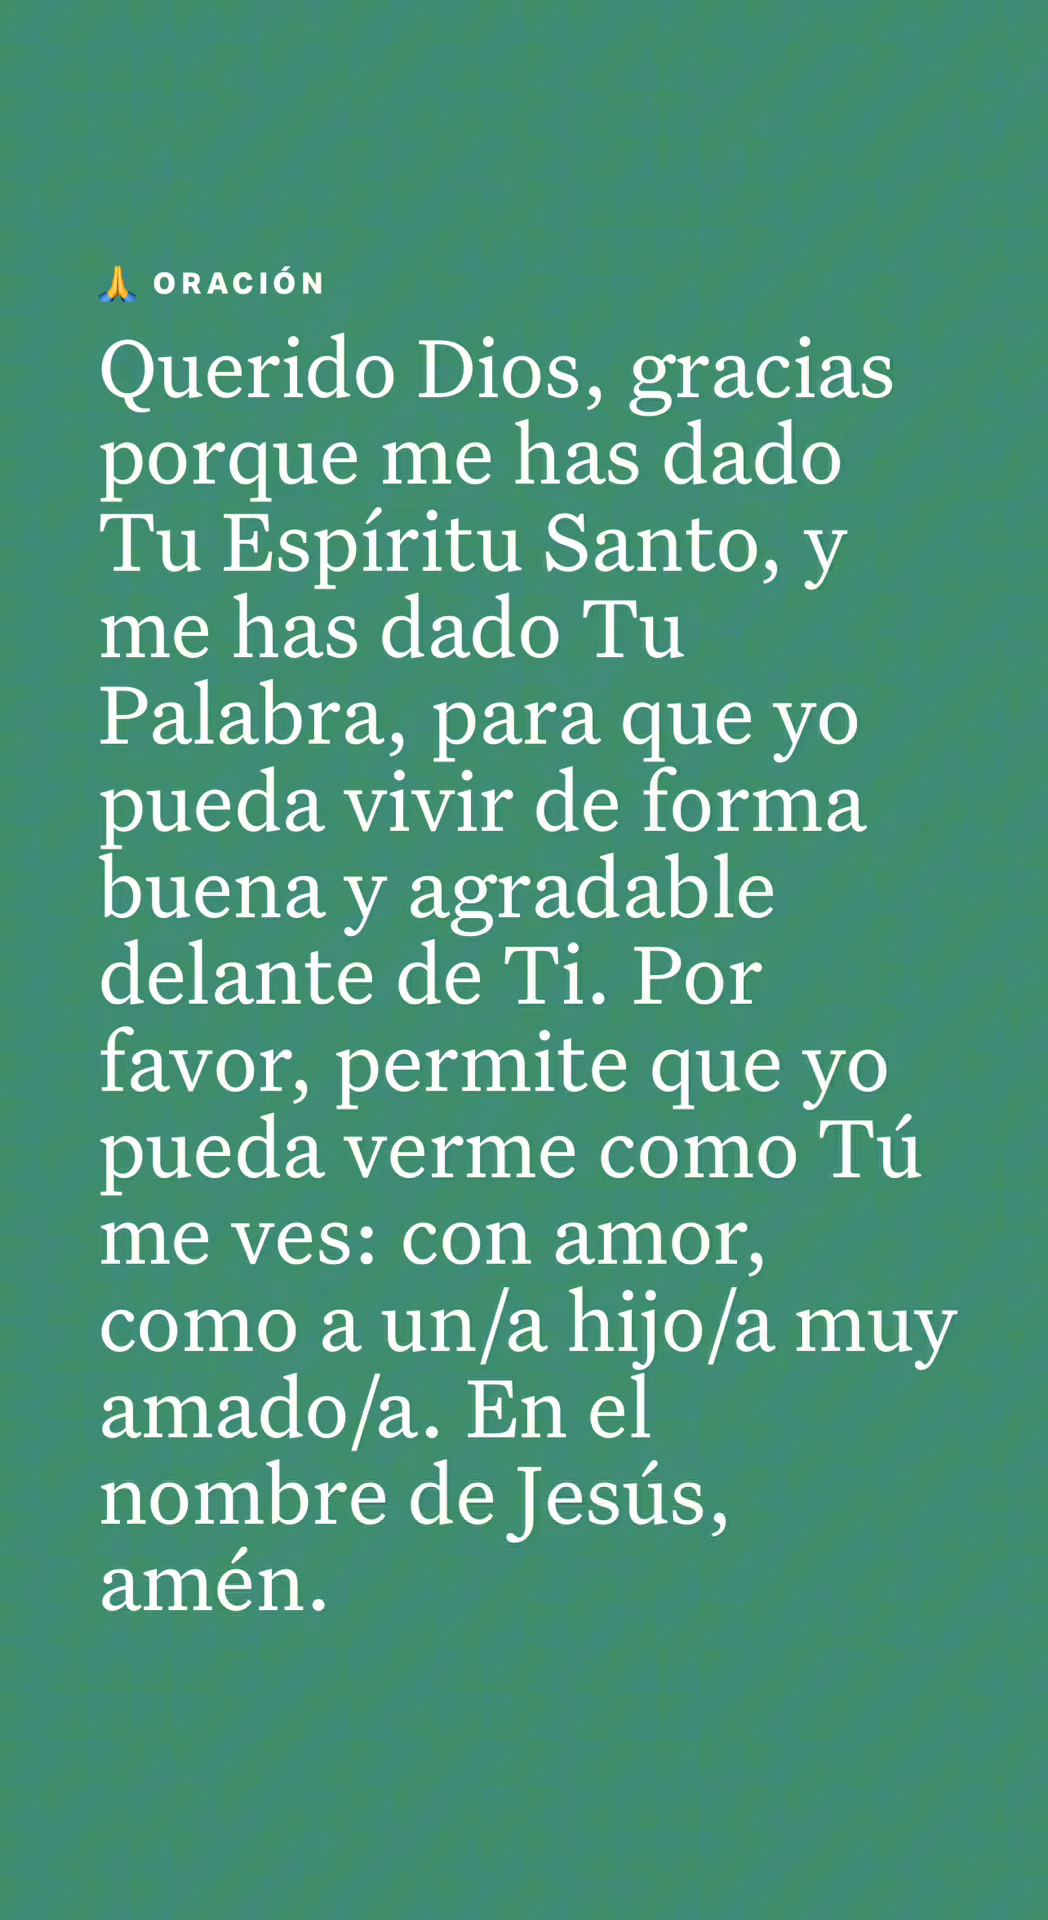 🙏 ORACIÓN
Querido Dios, gracias
porque me has dado
Tu Espíritu Santo, y
me has dado Tu
Palabra, para que yo
pueda vivir de forma
buena y agradable
delante de Ti. Por
favor, permite que yo
pueda verme como Tú
me ves: con amor,
como a un/a hijo/a muy
amado/a. En el
nombre de Jesús,
amén.